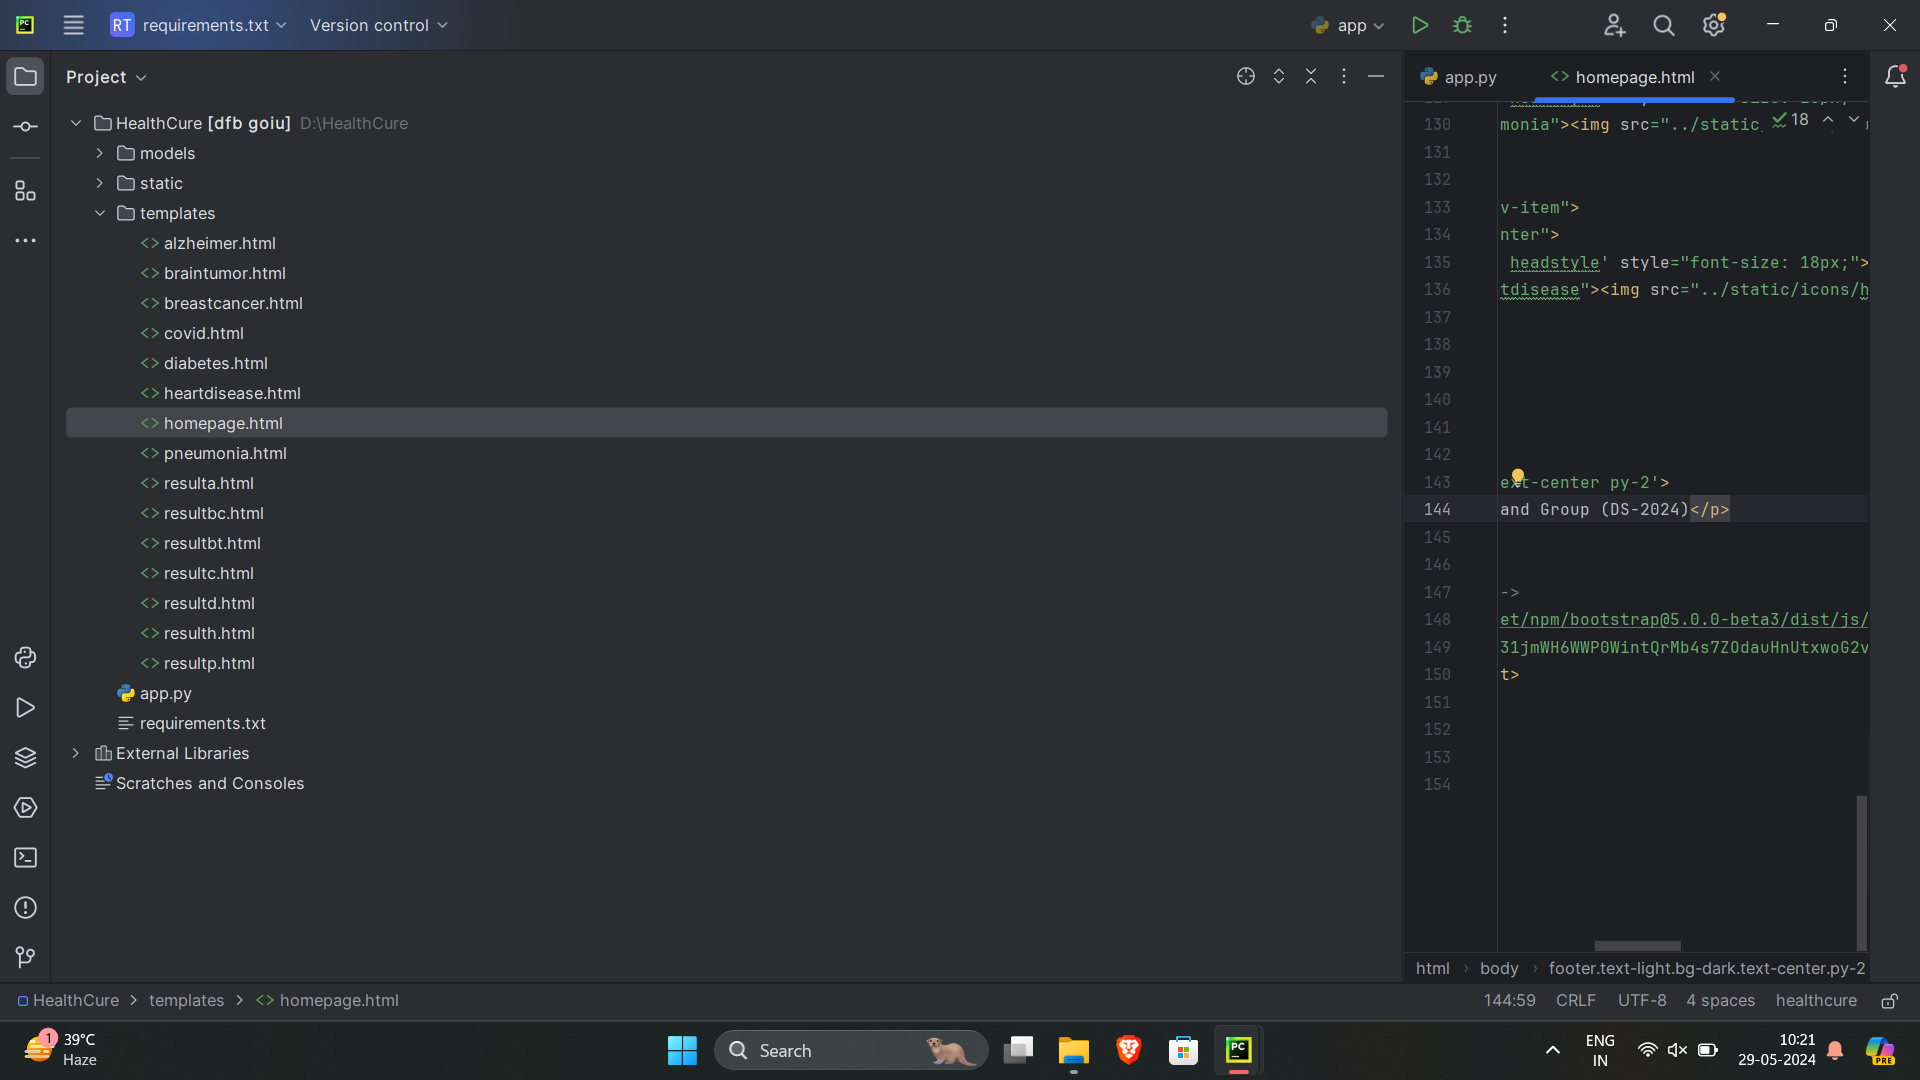 PC RT requirements.txt Version control app
Project
app.py homepage.html
HealthCure [dfb goiu] D:\HealthCure
models
static
templates
alzheimer.html
braintumor.html
breastcancer.html
covid.html
diabetes.html
heartdisease.html
homepage.html
pneumonia.html
resulta.html
resultbc.html
resultbt.html
resultc.html
resultd.html
resulth.html
resultp.html
app.py
requirements.txt
External Libraries
Scratches and Consoles
18
130 monia"><img src="../static
131
132
133 v-item">
134 nter">
135 headstyle' style="font-size: 18px;">
136 tdisease"><img src="../static/icons/h
137
138
139
140
141
142
143 ext-center py-2'>
144 and Group (DS-2024)</p>
145
146
147 ->
148 et/npm/bootstrap@5.0.0-beta3/dist/js/
149 31jmWH6WWP0WintQrMb4s7ZOdauHnUtxwoG2v
150 t>
151
152
153
154
html › body › footer.text-light.bg-dark.text-center.py-2
HealthCure > templates > homepage.html
144:59 CRLF UTF-8 4 spaces healthcure
1 39°C
Haze
Search
PC
ENG
IN
10:21
29-05-2024
PRE